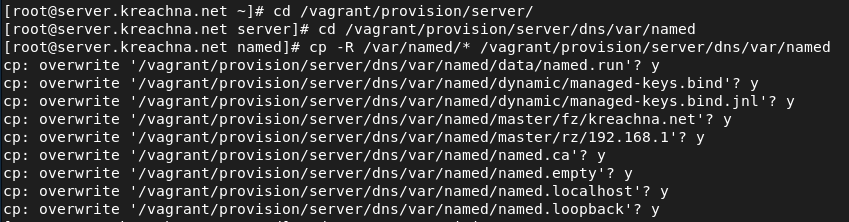 [root@server.kreachna.net ~]# cd /vagrant/provision/server/
[root@server.kreachna.net server]# cd /vagrant/provision/server/dns/var/named
[root@server.kreachna.net named]# cp -R /var/named/* /vagrant/provision/server/dns/var/named
cp: overwrite '/vagrant/provision/server/dns/var/named/data/named.run'? y
cp: overwrite '/vagrant/provision/server/dns/var/named/dynamic/managed-keys.bind'? y
cp: overwrite '/vagrant/provision/server/dns/var/named/dynamic/managed-keys.bind.jnl'? y
cp: overwrite '/vagrant/provision/server/dns/var/named/master/fz/kreachna.net'? y
cp: overwrite '/vagrant/provision/server/dns/var/named/master/rz/192.168.1'? y
cp: overwrite '/vagrant/provision/server/dns/var/named/named.ca'? y
cp: overwrite '/vagrant/provision/server/dns/var/named/named.empty'? y
cp: overwrite '/vagrant/provision/server/dns/var/named/named.localhost'? y
cp: overwrite '/vagrant/provision/server/dns/var/named/named.loopback'? y